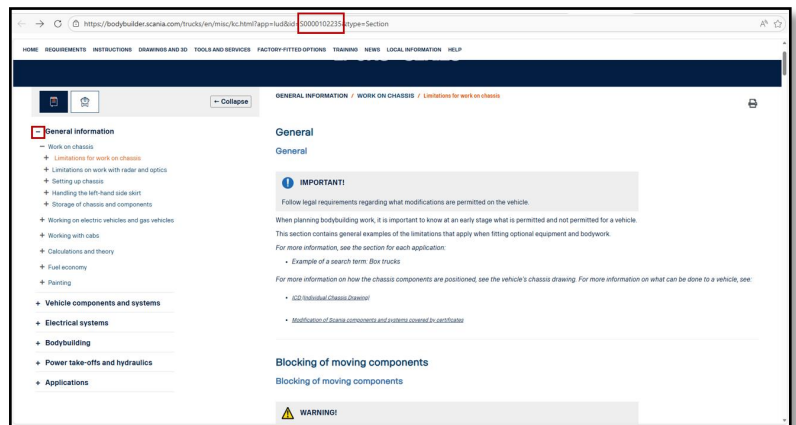 https://bodybuilder.scania.com/trucks/en/misc/kc.html?app=lud&id=50000102235&type=Section
HOME REQUIREMENTS INSTRUCTIONS DRAWINGS AND 3D TOOLS AND SERVICES FACTORY-FITTED OPTIONS TRAINING NEWS LOCAL INFORMATION HELP
← Collapse
− General information
− Work on chassis
+ Limitations for work on chassis
+ Limitations on work with radar and optics
+ Setting up chassis
+ Handling the left-hand side skirt
+ Storage of chassis and components
+ Working on electric vehicles and gas vehicles
+ Working with cabs
+ Calculations and theory
+ Fuel economy
+ Painting
+ Vehicle components and systems
+ Electrical systems
+ Bodybuilding
+ Power take-offs and hydraulics
+ Applications
GENERAL INFORMATION / WORK ON CHASSIS / Limitations for work on chassis
General
General
IMPORTANT!
Follow legal requirements regarding what modifications are permitted on the vehicle.
When planning bodybuilding work, it is important to know at an early stage what is permitted and not permitted for a vehicle.
This section contains general examples of the limitations that apply when fitting optional equipment and bodywork.
For more information, see the section for each application:
• Example of a search term: Box trucks
For more information on how the chassis components are positioned, see the vehicle's chassis drawing. For more information on what can be done to a vehicle, see:
• ICD (Individual Chassis Drawing)
• Modification of Scania components and systems covered by certificates
Blocking of moving components
Blocking of moving components
WARNING!